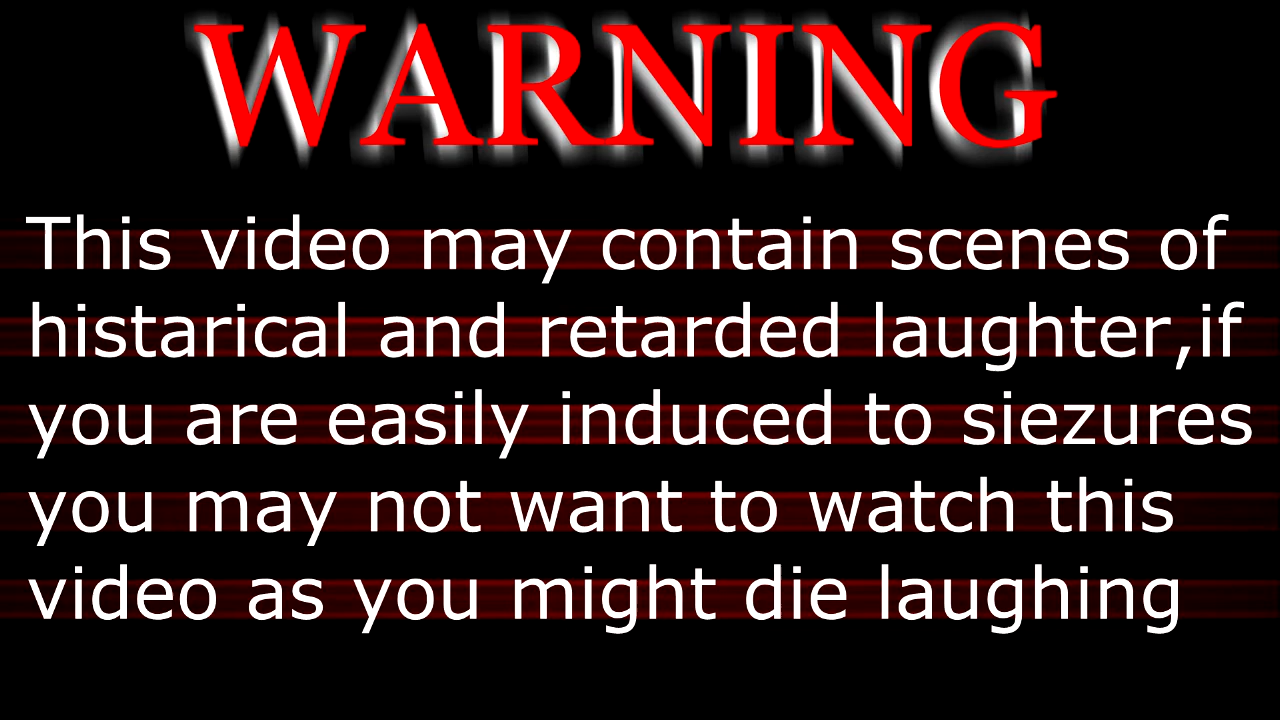 WARNING
This video may contain scenes of
histarical and retarded laughter,if
you are easily induced to siezures
you may not want to watch this
video as you might die laughing